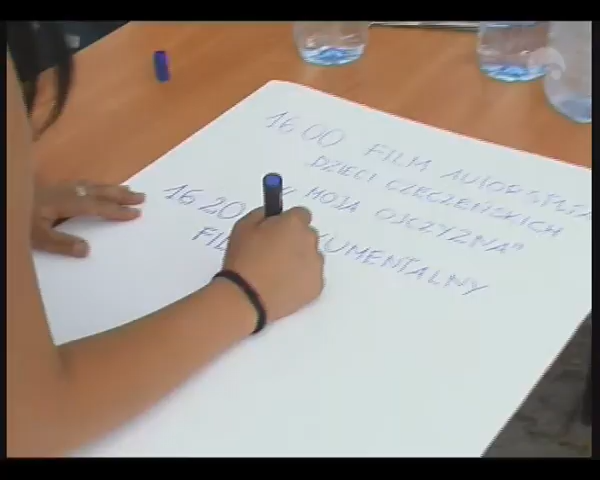 16 00 FILM AUTORSTWA
DZIECI CZECZEŃSKICH
16 20 MOJA OJCZYZNA"